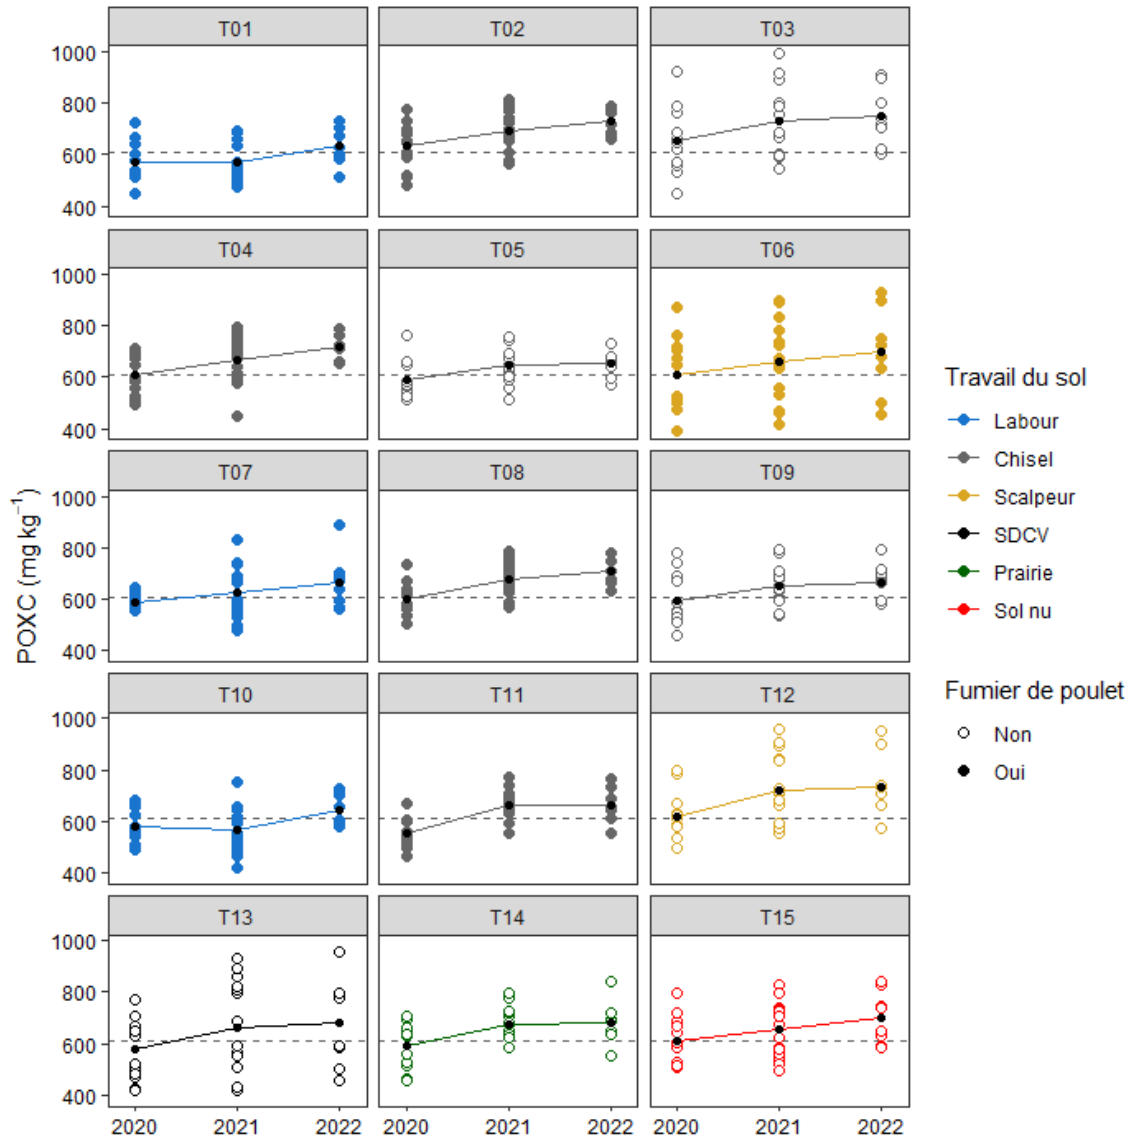 T01 T02 T03
1000
800
600
400
T04 T05 T06
1000
800
600
400
T07 T08 T09
1000
800
600
400
T10 T11 T12
1000
800
600
400
T13 T14 T15
1000
800
600
400
2020 2021 2022 2020 2021 2022 2020 2021 2022
POXC (mg kg⁻¹)
Travail du sol
Labour
Chisel
Scalpeur
SDCV
Prairie
Sol nu
Fumier de poulet
Non
Oui